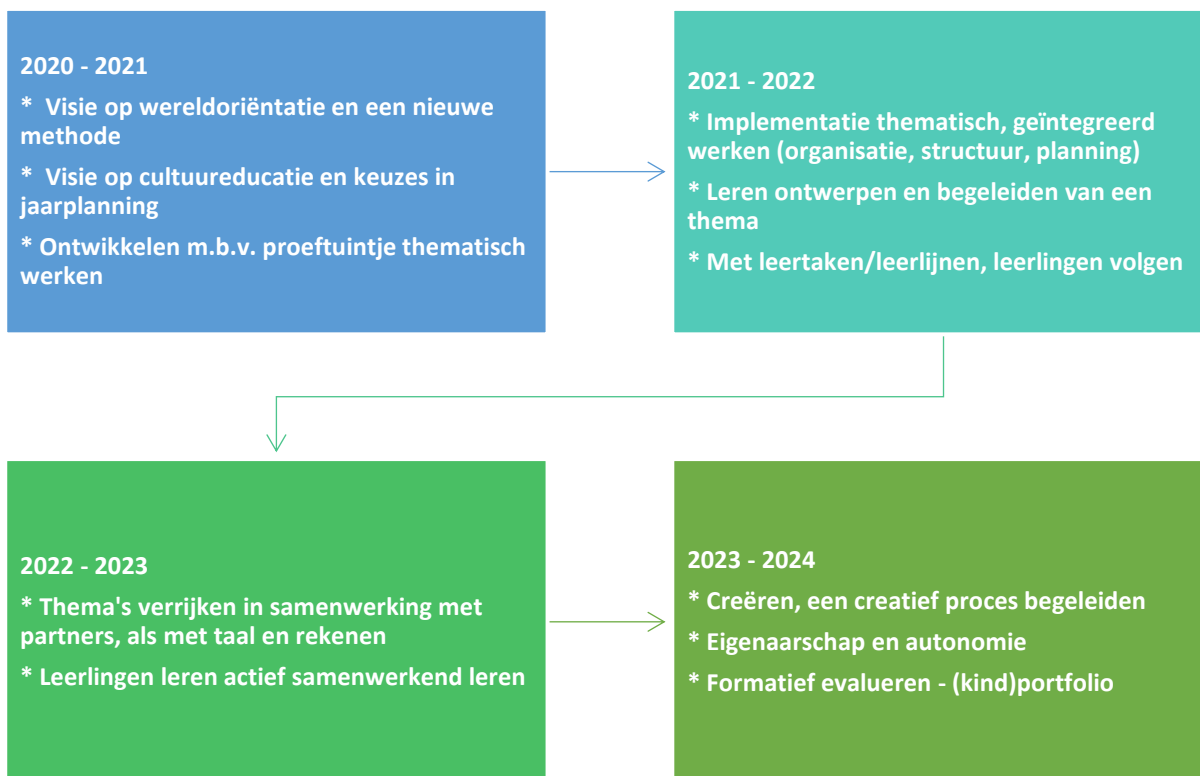 2020 - 2021
*  Visie op wereldoriëntatie en een nieuwe
methode
*  Visie op cultuureducatie en keuzes in
jaarplanning
* Ontwikkelen m.b.v. proeftuintje thematisch
werken
2021 - 2022
* Implementatie thematisch, geïntegreerd
werken (organisatie, structuur, planning)
* Leren ontwerpen en begeleiden van een
thema
* Met leertaken/leerlijnen, leerlingen volgen
2022 - 2023
* Thema's verrijken in samenwerking met
partners, als met taal en rekenen
* Leerlingen leren actief samenwerkend leren
2023 - 2024
* Creëren, een creatief proces begeleiden
* Eigenaarschap en autonomie
* Formatief evalueren - (kind)portfolio